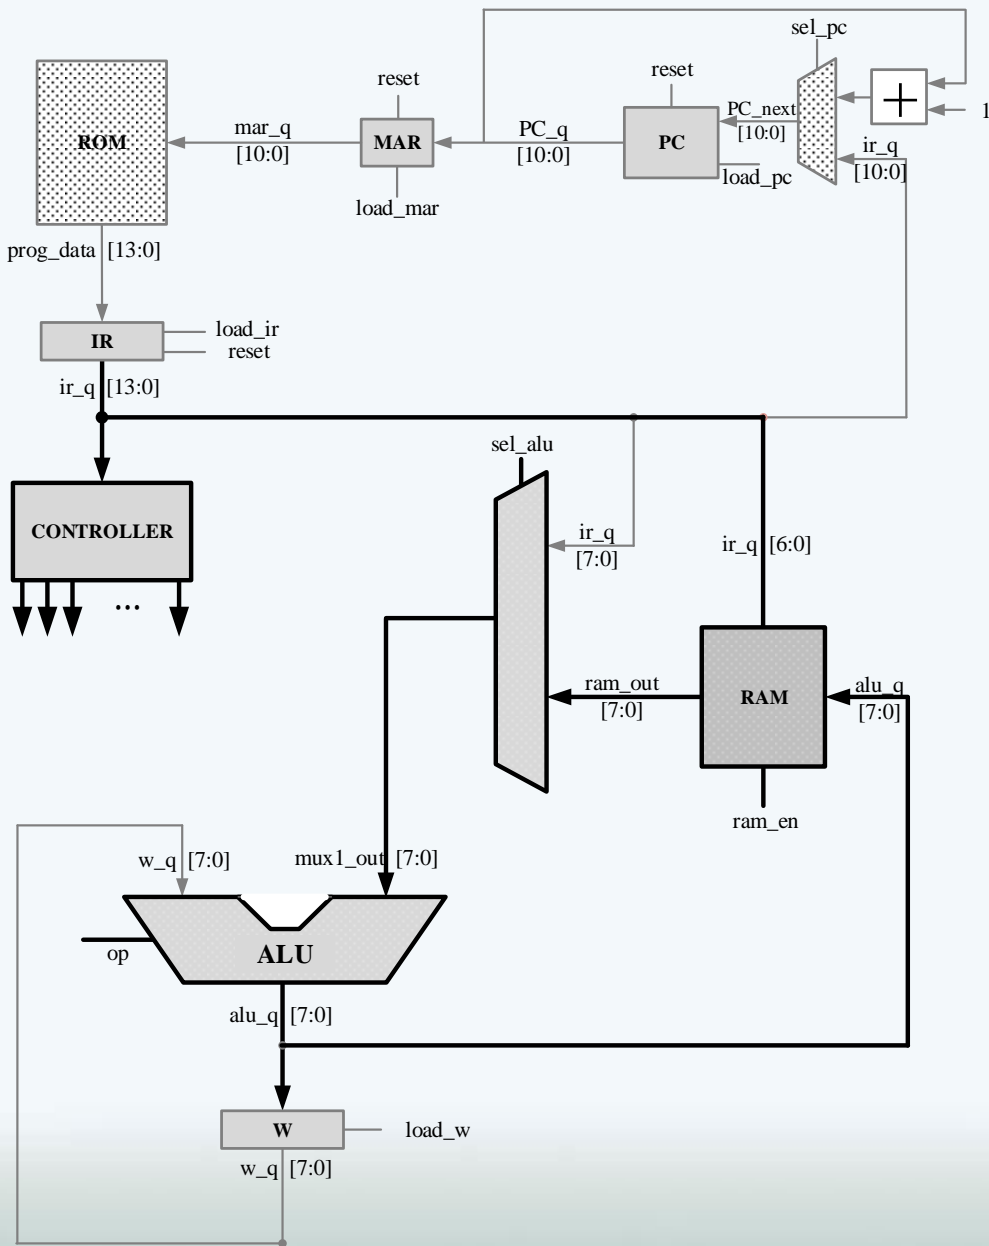 sel_pc
reset
reset
PC_next
[10:0]
1
ROM
mar_q
[10:0]
MAR
PC_q
[10:0]
PC
ir_q
[10:0]
load_pc
load_mar
prog_data [13:0]
IR
load_ir
reset
ir_q [13:0]
sel_alu
CONTROLLER
...
ir_q
[7:0]
ir_q [6:0]
ram_out
[7:0]
RAM
alu_q
[7:0]
ram_en
w_q [7:0]
mux1_out [7:0]
op
ALU
alu_q [7:0]
W
load_w
w_q [7:0]